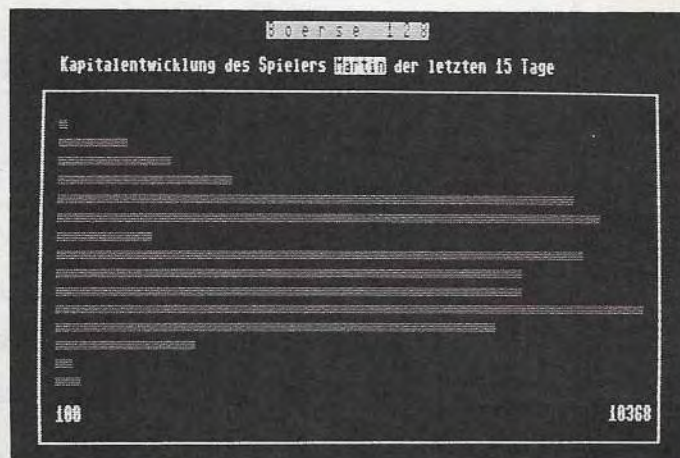 Boerse 128
Kapitalentwicklung des Spielers Martin der letzten 15 Tage
100 10368